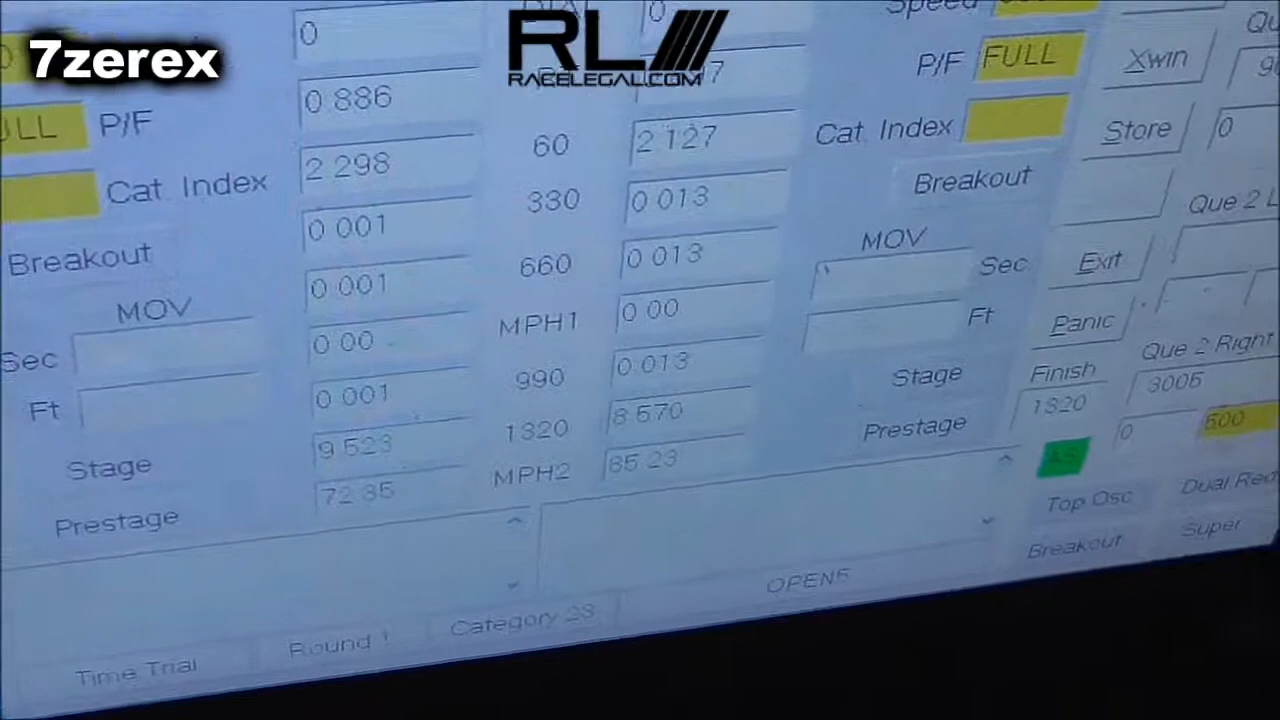 7zerex
RL
RACELEGAL.COM
0
0
Speed
P/F
FULL
Xwin
P/F
0 886
60
2 127
Cat. Index
Store
0
Cat. Index
2 298
330
0 013
Breakout
Que 2 L
Breakout
0 001
660
0 013
MOV
Sec
Exit
MOV
0 001
MPH1
0 00
Ft
Panic
Sec
0 00
990
0 013
Stage
Finish
Que 2 Right
Ft
0 001
1320
8 570
Prestage
1320
3005
Stage
9 523
MPH2
85 23
0
500
Prestage
72 35
Top Osc
Breakout
Super
Time Trial
Round 1
Category 23